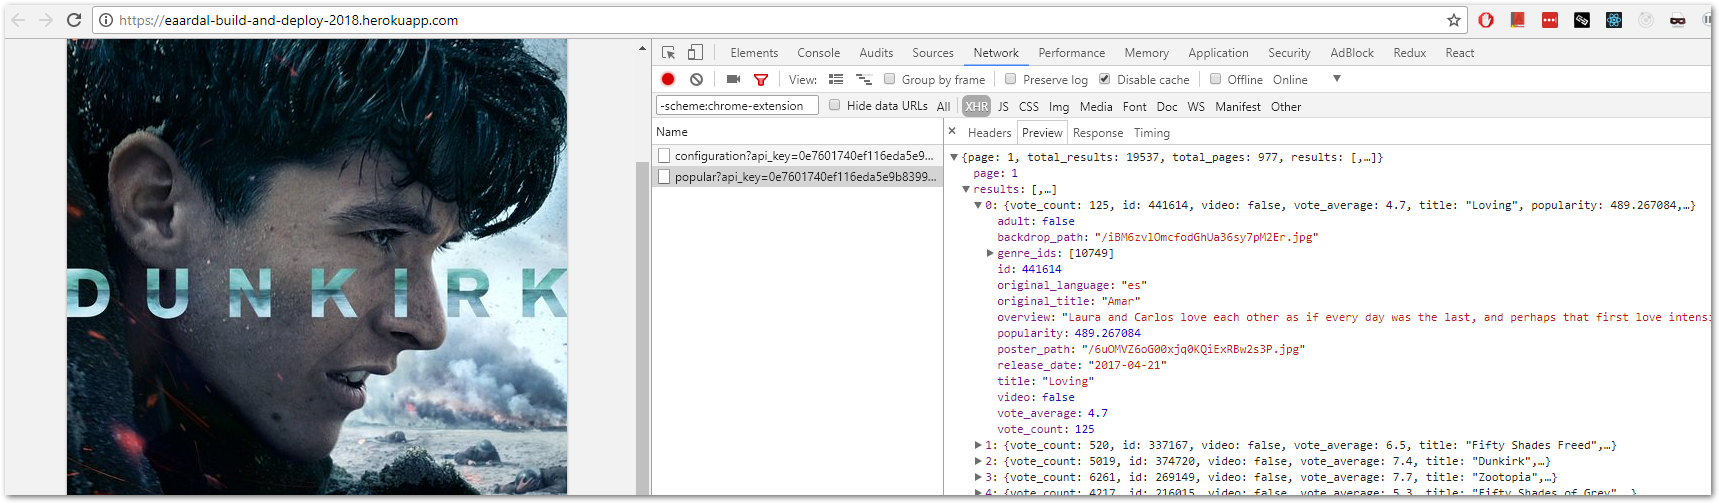 https://eaardal-build-and-deploy-2018.herokuapp.com
DUNKIRK
Elements Console Audits Sources Network Performance Memory Application Security AdBlock Redux React
View: Group by frame Preserve log Disable cache Offline Online
-scheme:chrome-extension Hide data URLs All XHR JS CSS Img Media Font Doc WS Manifest Other
Name
configuration?api_key=0e7601740ef116eda5e9...
popular?api_key=0e7601740ef116eda5e9b8399...
× Headers Preview Response Timing
{page: 1, total_results: 19537, total_pages: 977, results: [,…]}
page: 1
results: [,…]
0: {vote_count: 125, id: 441614, video: false, vote_average: 4.7, title: "Loving", popularity: 489.267084,…}
adult: false
backdrop_path: "/iBM6zvlOmcfodGhUa36sy7pM2Er.jpg"
genre_ids: [10749]
id: 441614
original_language: "es"
original_title: "Amar"
overview: "Laura and Carlos love each other as if every day was the last, and perhaps that first love intensi
popularity: 489.267084
poster_path: "/6uOMVZ6oG00xjq0KQiExRBw2s3P.jpg"
release_date: "2017-04-21"
title: "Loving"
video: false
vote_average: 4.7
vote_count: 125
1: {vote_count: 520, id: 337167, video: false, vote_average: 6.5, title: "Fifty Shades Freed",…}
2: {vote_count: 5019, id: 374720, video: false, vote_average: 7.4, title: "Dunkirk",…}
3: {vote_count: 6261, id: 269149, video: false, vote_average: 7.7, title: "Zootopia",…}
4: {vote_count: 4217, id: 216015, video: false, vote_average: 5.3, title: "Fifty Shades of Grey",…}